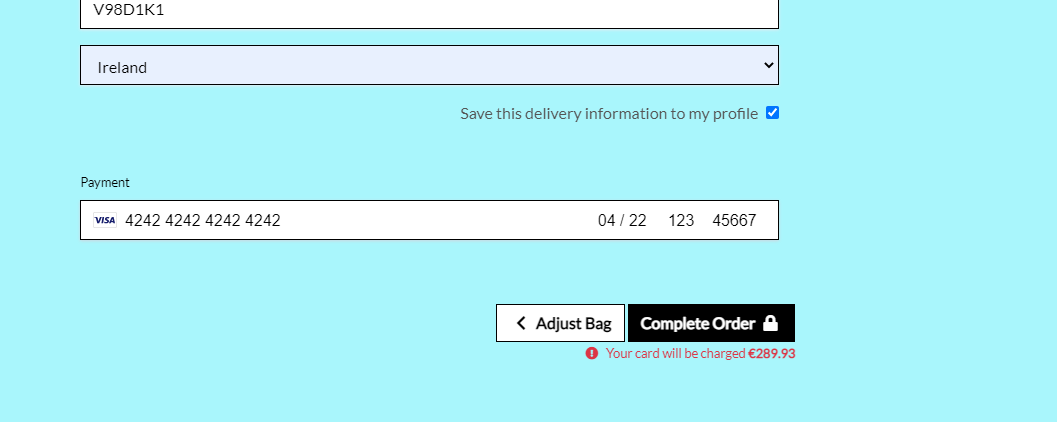 V98D1K1
Ireland
Save this delivery information to my profile
Payment
VISA 4242 4242 4242 4242 04 / 22 123 45667
Adjust Bag Complete Order
Your card will be charged €289.93